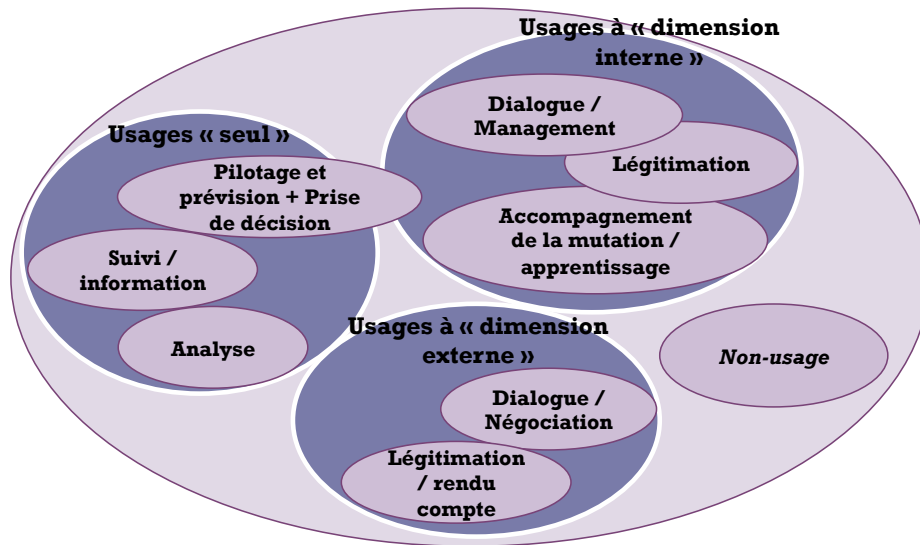 Usages à « dimension
interne »
Dialogue /
Management
Légitimation
Accompagnement
de la mutation /
apprentissage
Usages « seul »
Pilotage et
prévision + Prise
de décision
Suivi /
information
Analyse
Usages à « dimension
externe »
Dialogue /
Négociation
Légitimation
/ rendu
compte
Non-usage